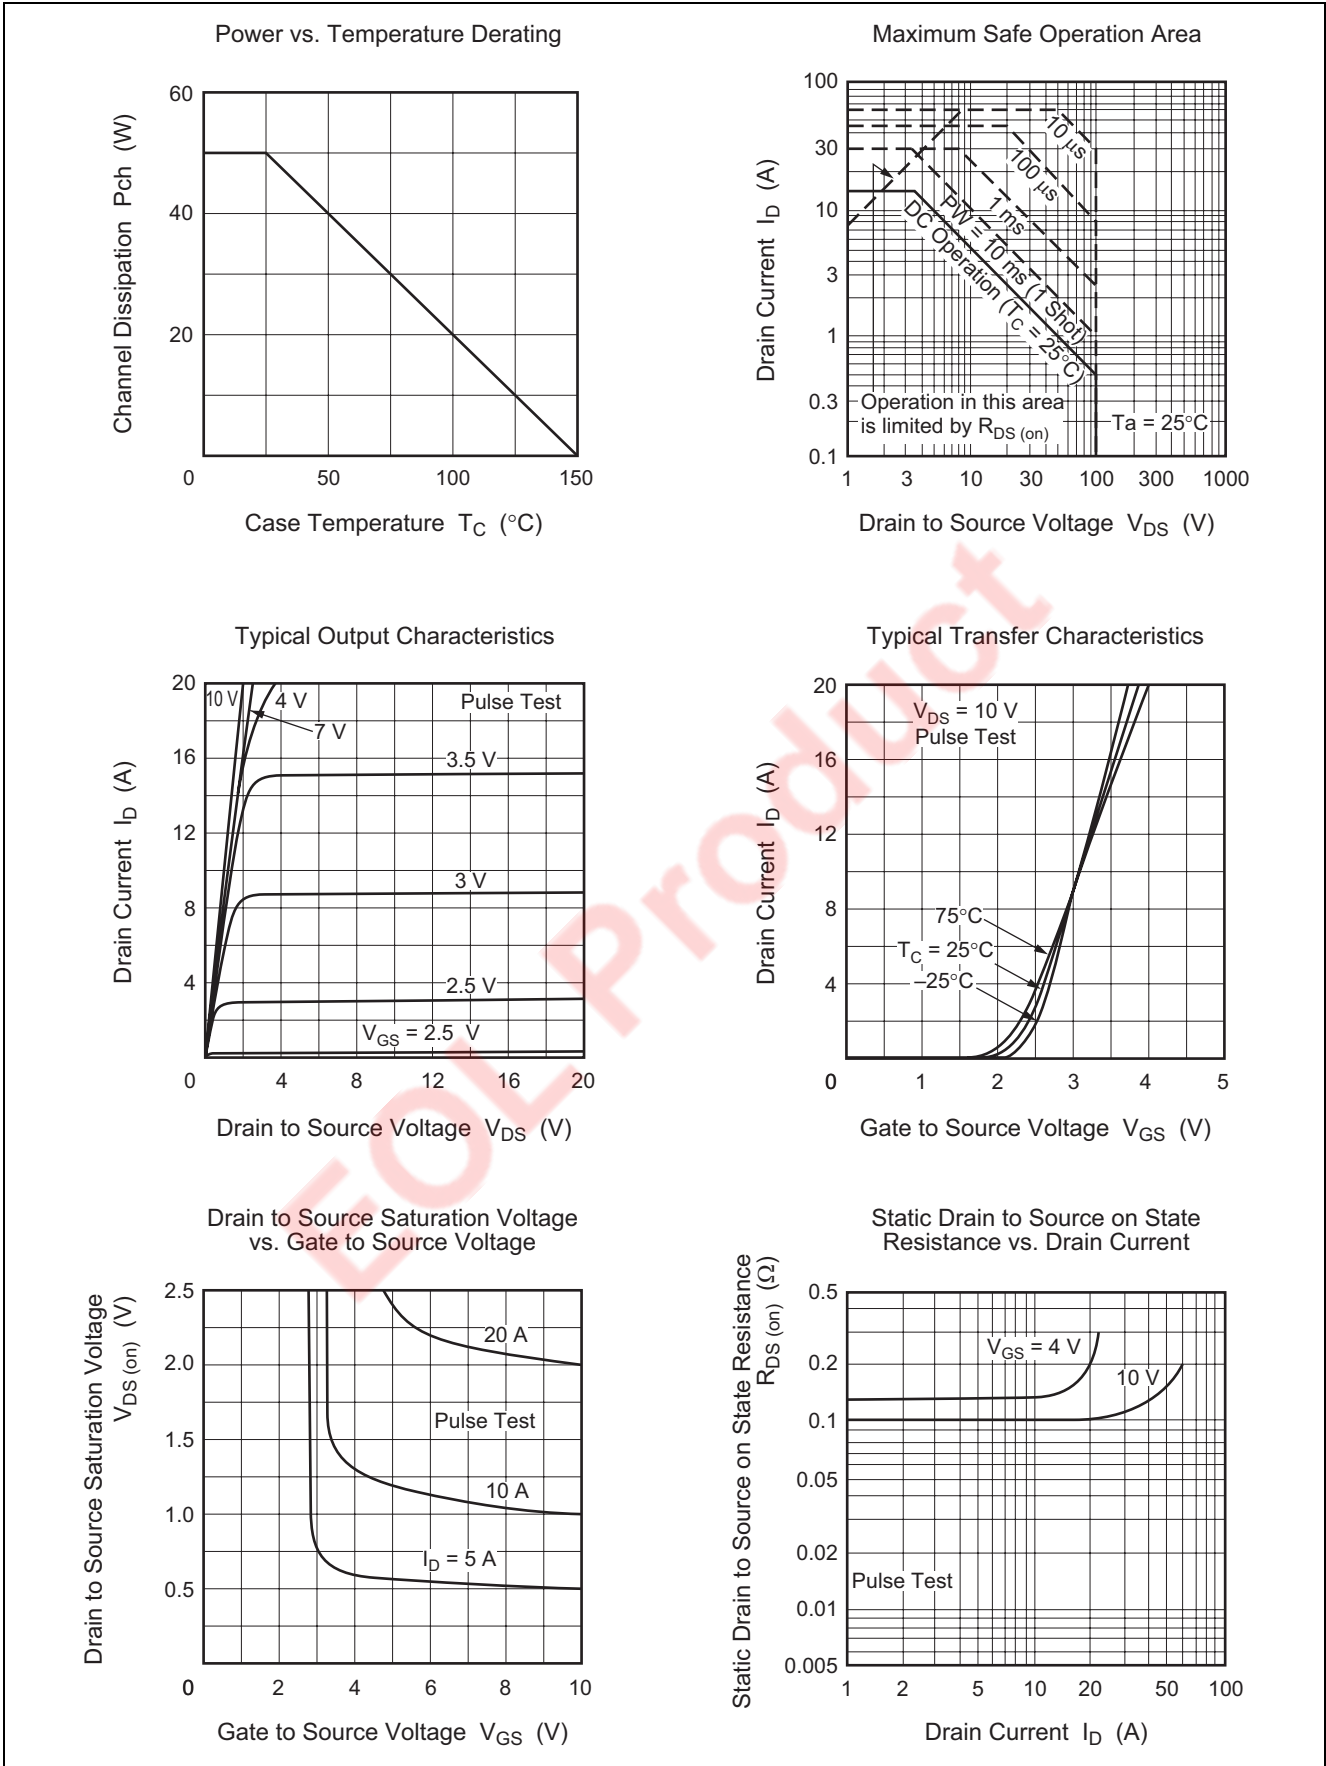 Power vs. Temperature Derating
Channel Dissipation Pch (W)
60
40
20
0
50
100
150
Case Temperature TC (°C)
Maximum Safe Operation Area
Drain Current ID (A)
100
30
10
3
1
0.3
0.1
10 µs
100 µs
1 ms
PW = 10 ms (1 Shot)
DC Operation (TC = 25°C)
Operation in this area
is limited by RDS (on)
Ta = 25°C
1
3
10
30
100
300
1000
Drain to Source Voltage VDS (V)
Typical Output Characteristics
Drain Current ID (A)
20
16
12
8
4
10 V
4 V
7 V
Pulse Test
3.5 V
3 V
2.5 V
VGS = 2.5 V
0
4
8
12
16
20
Drain to Source Voltage VDS (V)
Typical Transfer Characteristics
Drain Current ID (A)
20
16
12
8
4
VDS = 10 V
Pulse Test
75°C
TC = 25°C
–25°C
0
1
2
3
4
5
Gate to Source Voltage VGS (V)
Drain to Source Saturation Voltage
vs. Gate to Source Voltage
Drain to Source Saturation Voltage
VDS (on) (V)
2.5
2.0
1.5
1.0
0.5
20 A
Pulse Test
10 A
ID = 5 A
0
2
4
6
8
10
Gate to Source Voltage VGS (V)
Static Drain to Source on State
Resistance vs. Drain Current
Static Drain to Source on State Resistance
RDS (on) (Ω)
0.5
0.2
0.1
0.05
0.02
0.01
0.005
VGS = 4 V
10 V
Pulse Test
1
2
5
10
20
50
100
Drain Current ID (A)
EOL Product